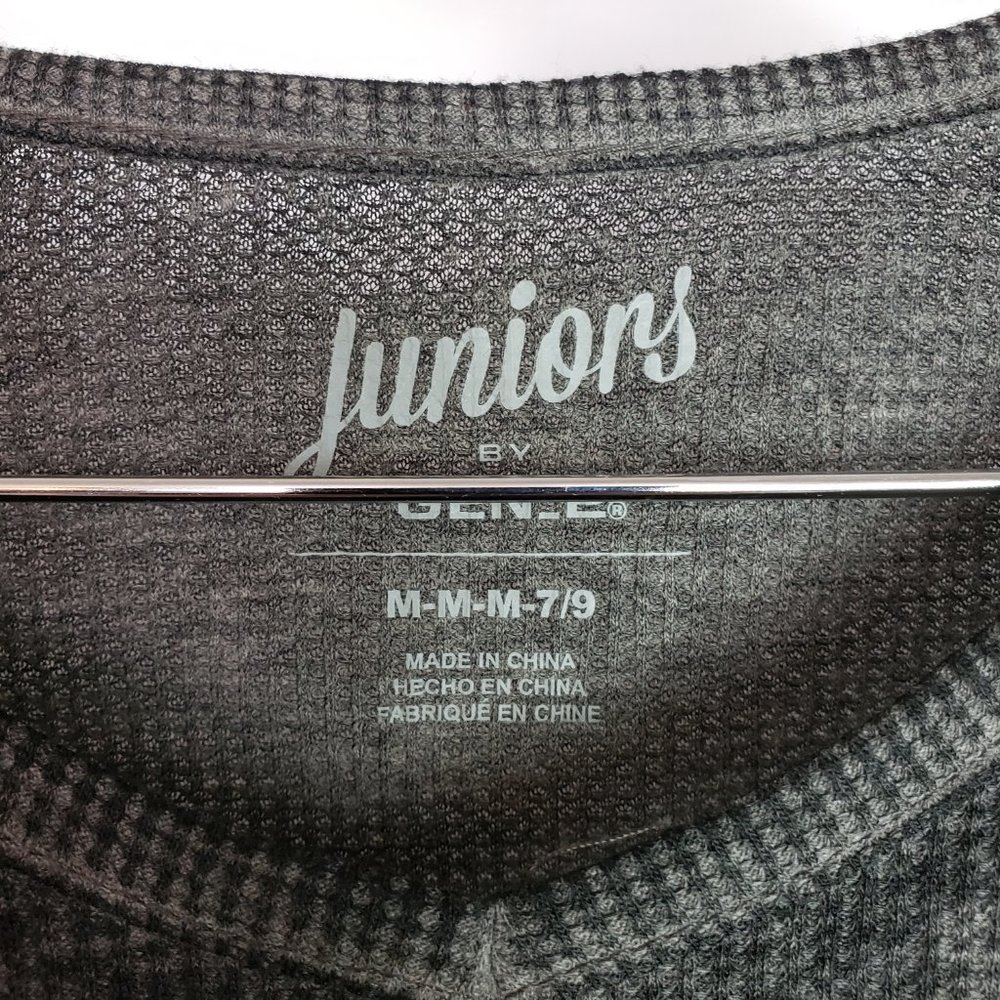 Juniors
BY
M-M-M-7/9
MADE IN CHINA
HECHO EN CHINA
FABRIQUÉ EN CHINE